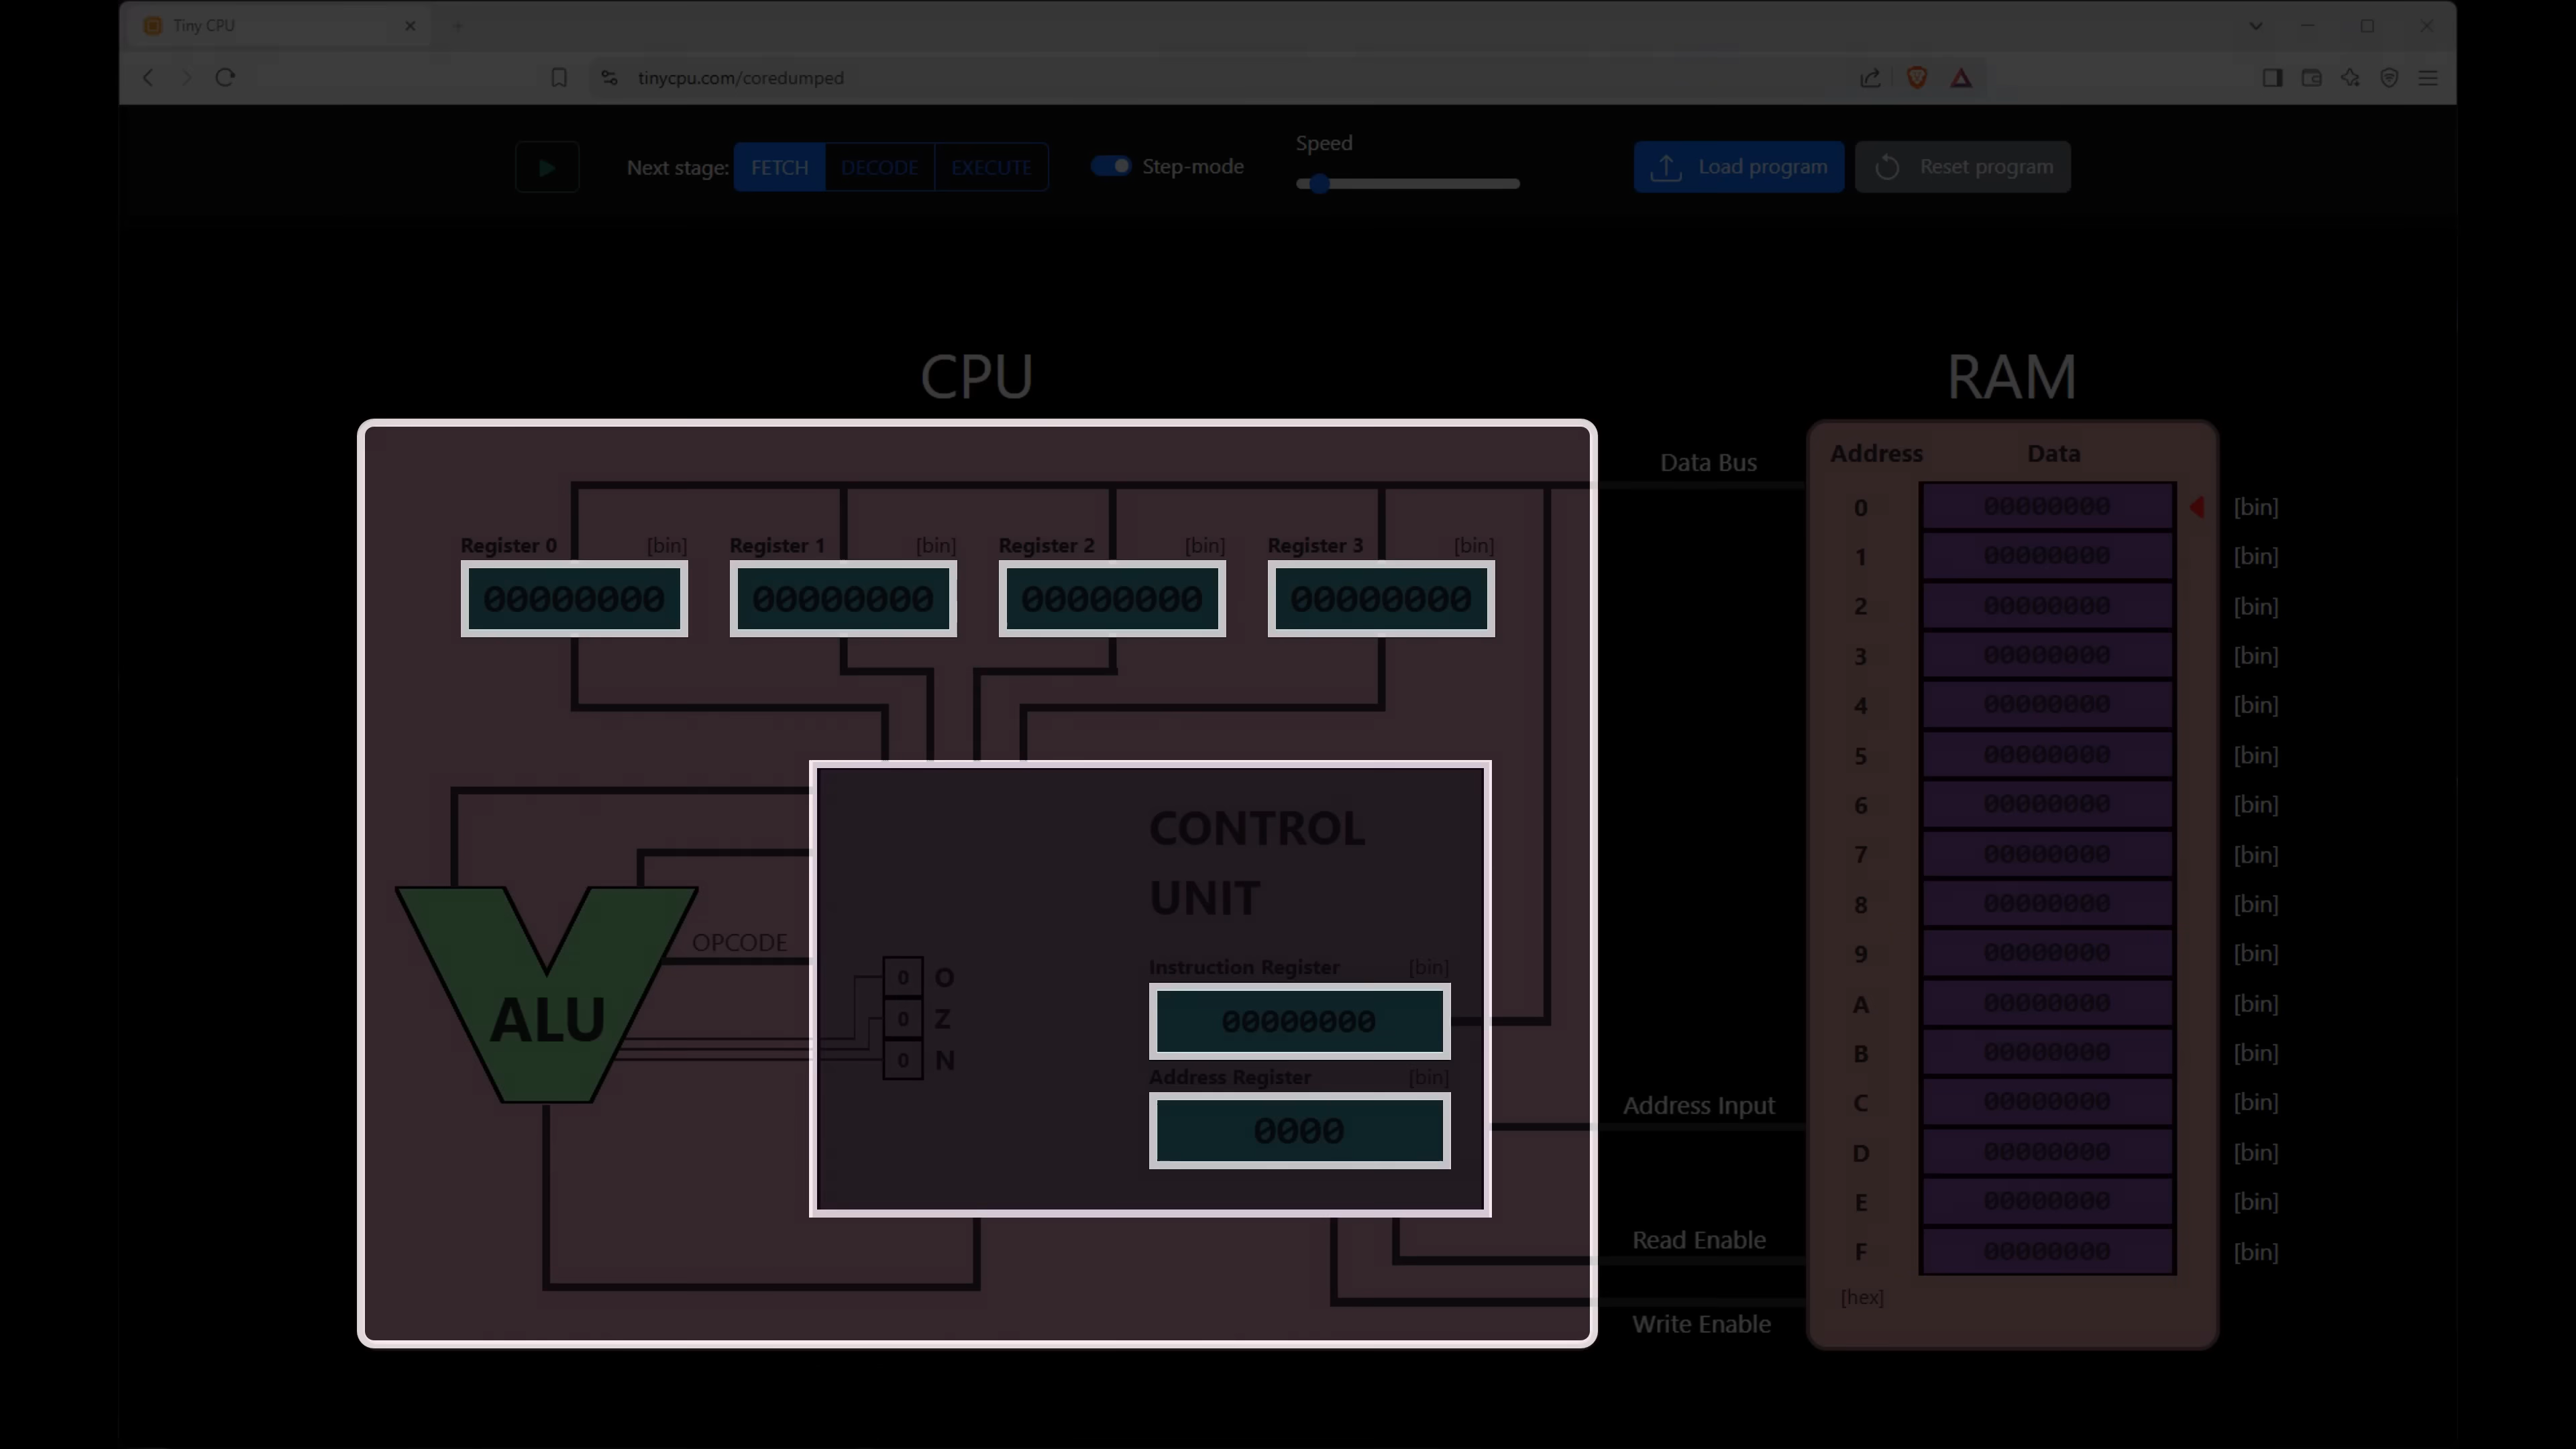 Tiny CPU
tinycpu.com/coredumped
Next stage: FETCH DECODE EXECUTE
Step-mode
Speed
Load program
Reset program
CPU
RAM
Register 0 [bin]
00000000
Register 1 [bin]
00000000
Register 2 [bin]
00000000
Register 3 [bin]
00000000
CONTROL
UNIT
OPCODE
ALU
0 O
0 Z
0 N
Instruction Register [bin]
00000000
Address Register [bin]
0000
Data Bus
Address Input
Read Enable
Write Enable
Address Data
0 00000000 [bin]
1 00000000 [bin]
2 00000000 [bin]
3 00000000 [bin]
4 00000000 [bin]
5 00000000 [bin]
6 00000000 [bin]
7 00000000 [bin]
8 00000000 [bin]
9 00000000 [bin]
A 00000000 [bin]
B 00000000 [bin]
C 00000000 [bin]
D 00000000 [bin]
E 00000000 [bin]
F 00000000 [bin]
[hex]